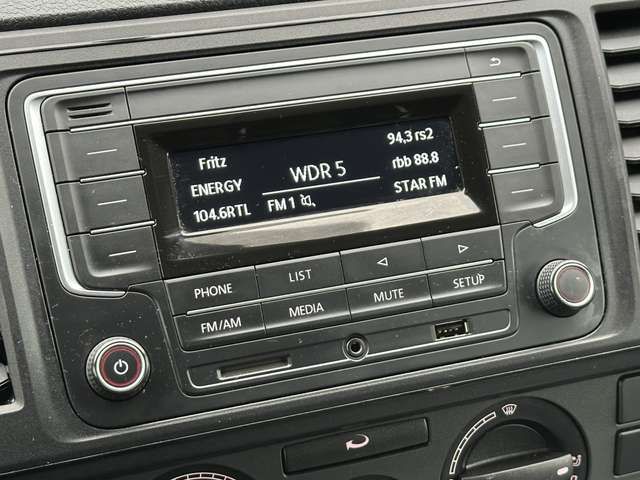 94,3 rs2
Fritz
WDR 5
rbb 88.8
ENERGY
STAR FM
104.6RTL
FM 1
PHONE
LIST
SETUP
FM/AM
MEDIA
MUTE